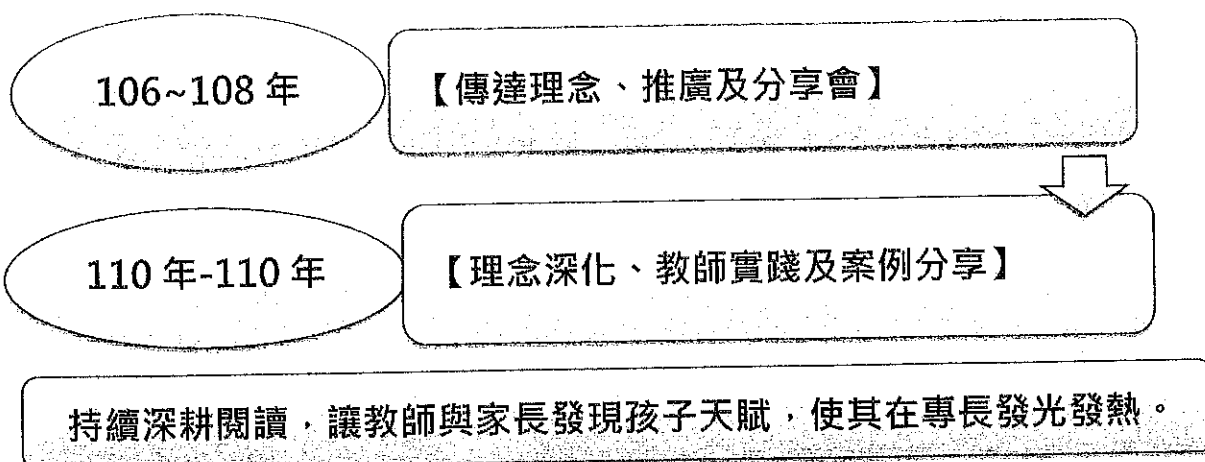 106~108 年
【傳達理念、推廣及分享會】
110 年-110 年
【理念深化、教師實踐及案例分享】
持續深耕閱讀，讓教師與家長發現孩子天賦，使其在專長發光發熱。